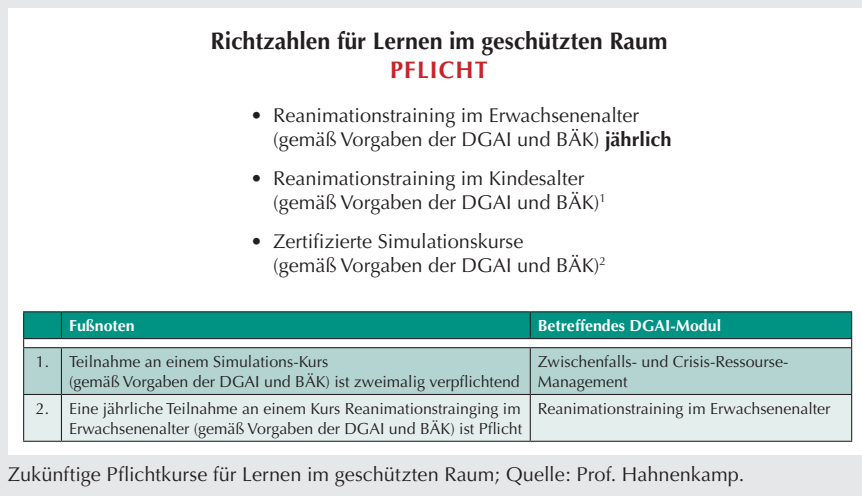 Richtzahlen für Lernen im geschützten Raum
PFLICHT
• Reanimationstraining im Erwachsenenalter
(gemäß Vorgaben der DGAI und BÄK) jährlich
• Reanimationstraining im Kindesalter
(gemäß Vorgaben der DGAI und BÄK)¹
• Zertifizierte Simulationskurse
(gemäß Vorgaben der DGAI und BÄK)²
Fußnoten Betreffendes DGAI-Modul
1. Teilnahme an einem Simulations-Kurs
(gemäß Vorgaben der DGAI und BÄK) ist zweimalig verpflichtend
Zwischenfalls- und Crisis-Ressourse-
Management
2. Eine jährliche Teilnahme an einem Kurs Reanimationstrainging im
Erwachsenenalter (gemäß Vorgaben der DGAI und BÄK) ist Pflicht
Reanimationstraining im Erwachsenenalter
Zukünftige Pflichtkurse für Lernen im geschützten Raum; Quelle: Prof. Hahnenkamp.